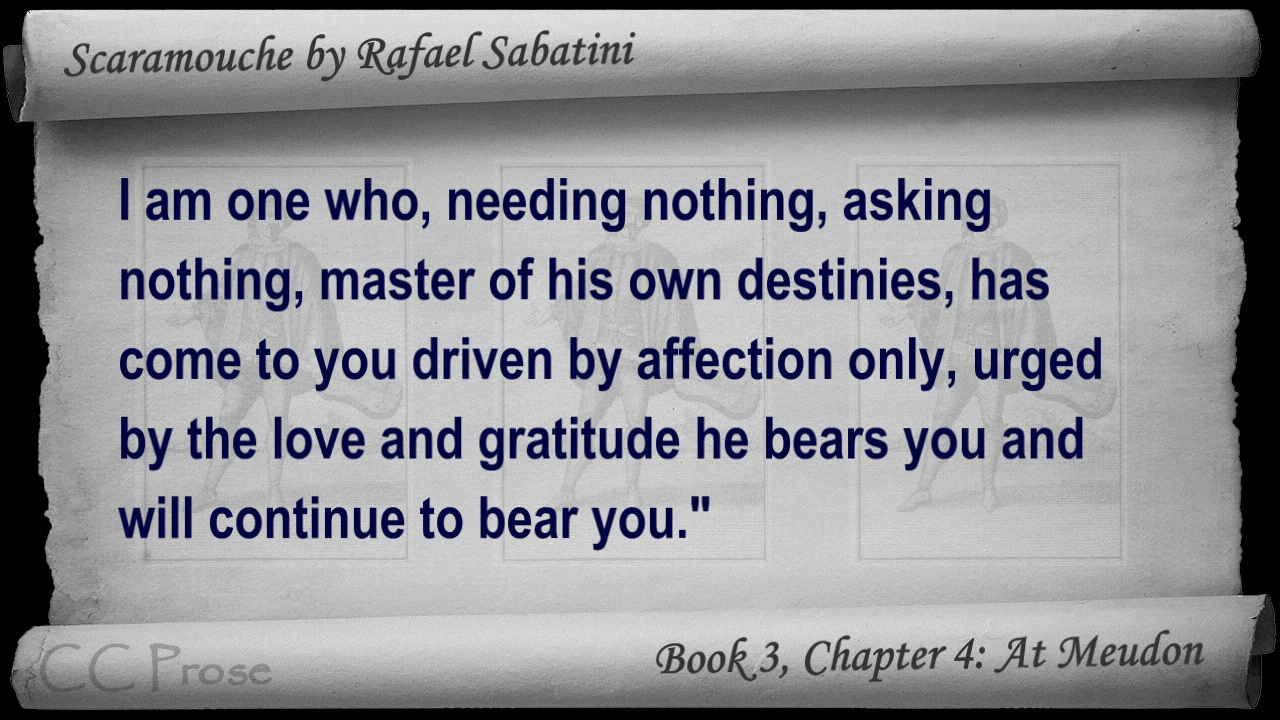 Scaramouche by Rafael Sabatini
I am one who, needing nothing, asking
nothing, master of his own destinies, has
come to you driven by affection only, urged
by the love and gratitude he bears you and
will continue to bear you."
CC Prose
Book 3, Chapter 4: At Meudon